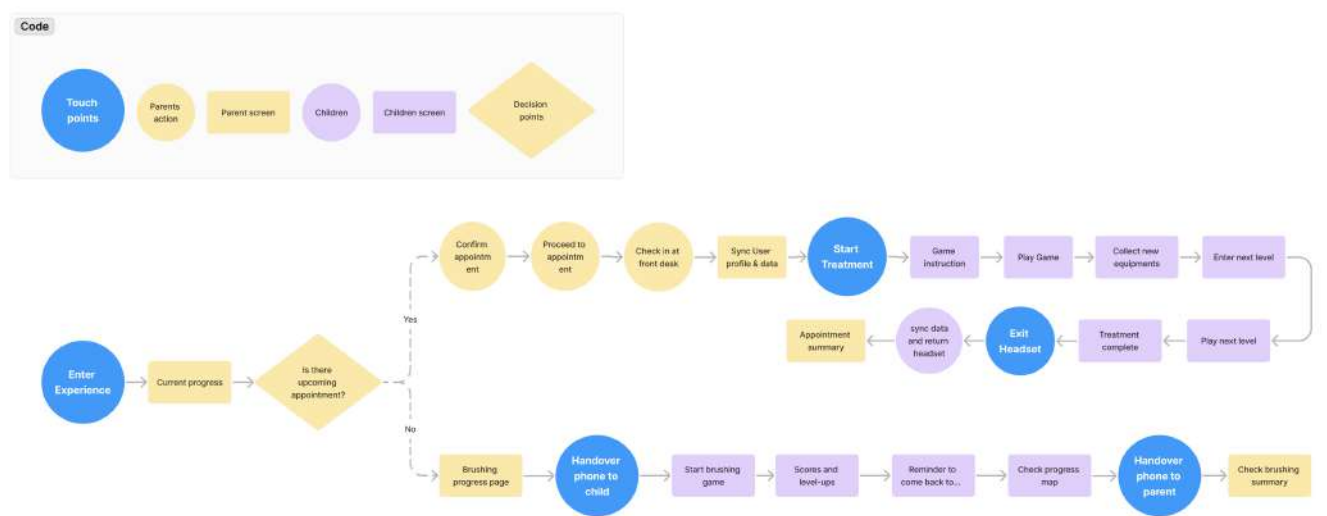 Code
Touch
points
Parents
action
Parent screen
Children
Children screen
Decision
points
Confirm
appointm
ent
Proceed to
appointm
ent
Check in at
front desk
Sync User
profile & data
Start
Treatment
Game
instruction
Play Game
Collect new
equipments
Enter next level
Yes
Appointment
summary
sync data
and return
headset
Exit
Headset
Treatment
complete
Play next level
Enter
Experience
Current progress
Is there
upcoming
appointment?
No
Brushing
progress page
Handover
phone to
child
Start brushing
game
Scores and
level-ups
Reminder to
come back to...
Check progress
map
Handover
phone to
parent
Check brushing
summary